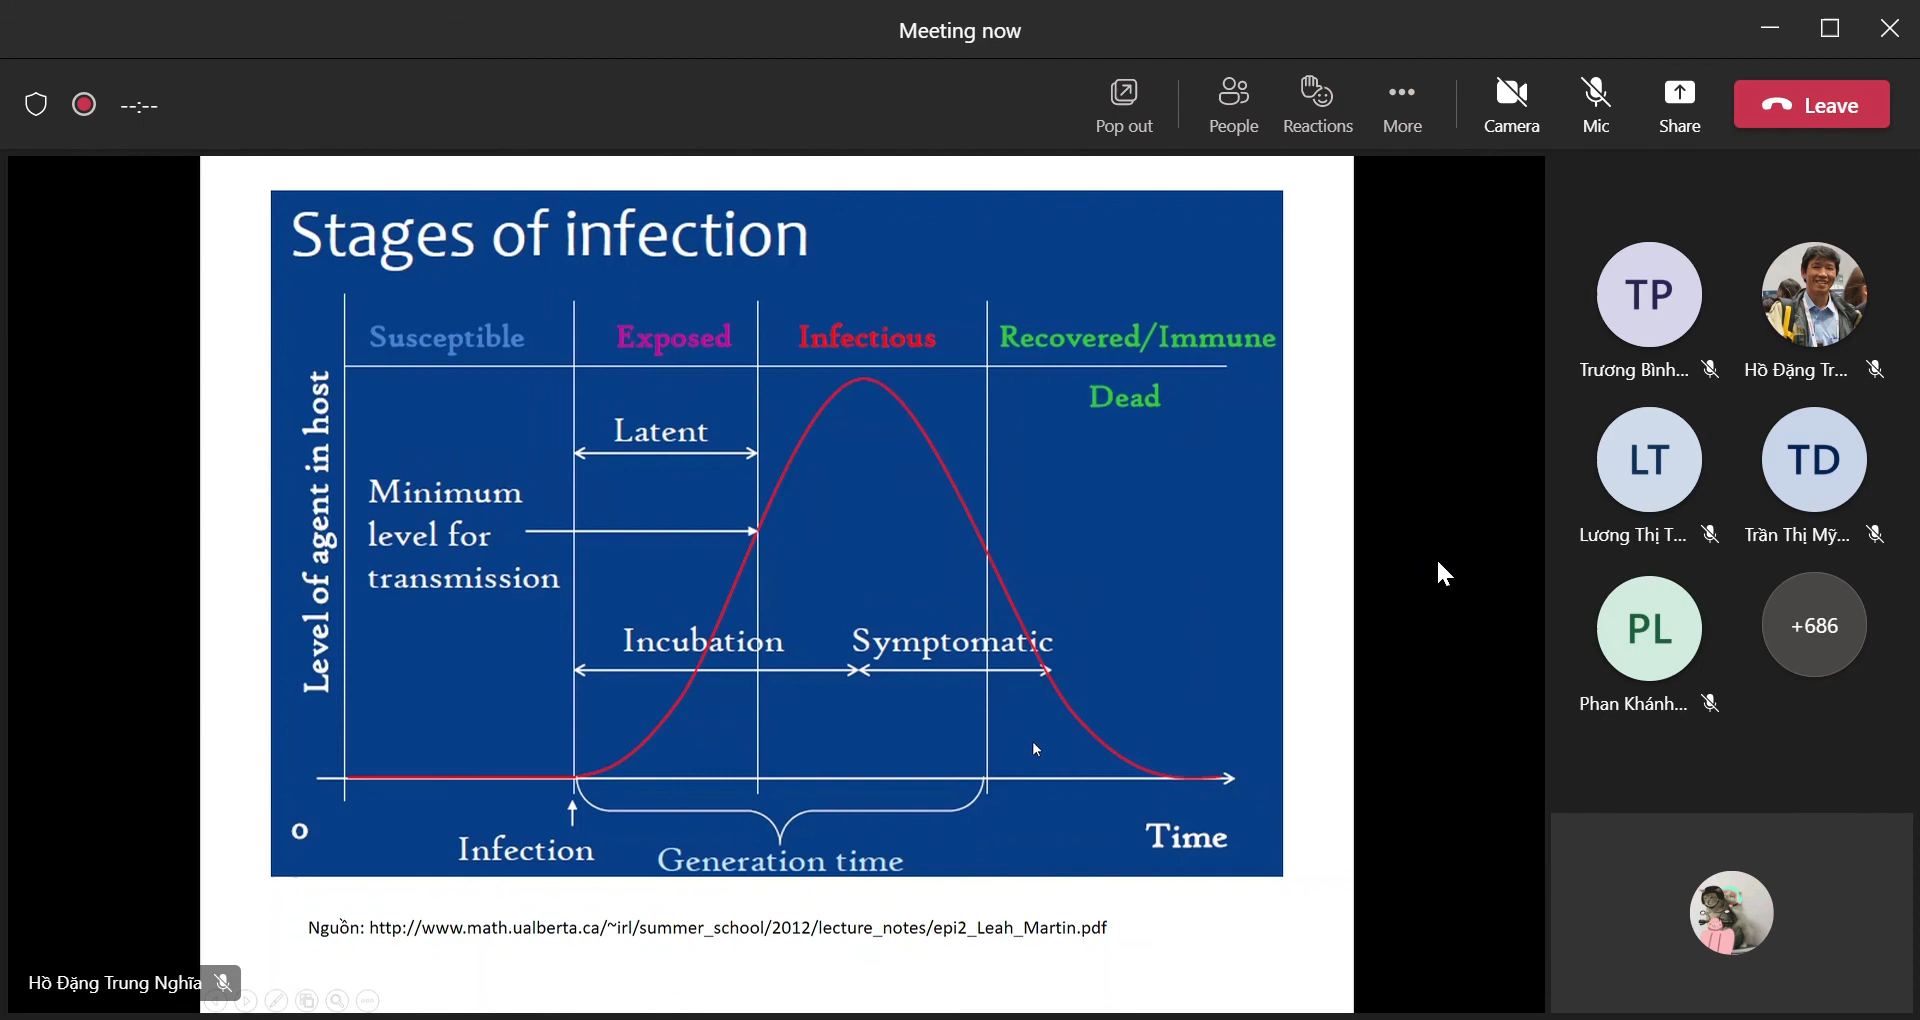 Meeting now
--:--
Pop out
People
Reactions
More
Camera
Mic
Share
Leave
Stages of infection
Susceptible
Exposed
Infectious
Recovered/Immune
Dead
Latent
Level of agent in host
Minimum
level for
transmission
Incubation
Symptomatic
0
Infection
Generation time
Time
Nguồn: http://www.math.ualberta.ca/~irl/summer_school/2012/lecture_notes/epi2_Leah_Martin.pdf
Hồ Đặng Trung Nghĩa
TP
Trương Bình...
Hồ Đặng Tr...
LT
Lương Thị T...
TD
Trần Thị Mỹ...
PL
Phan Khánh...
+686